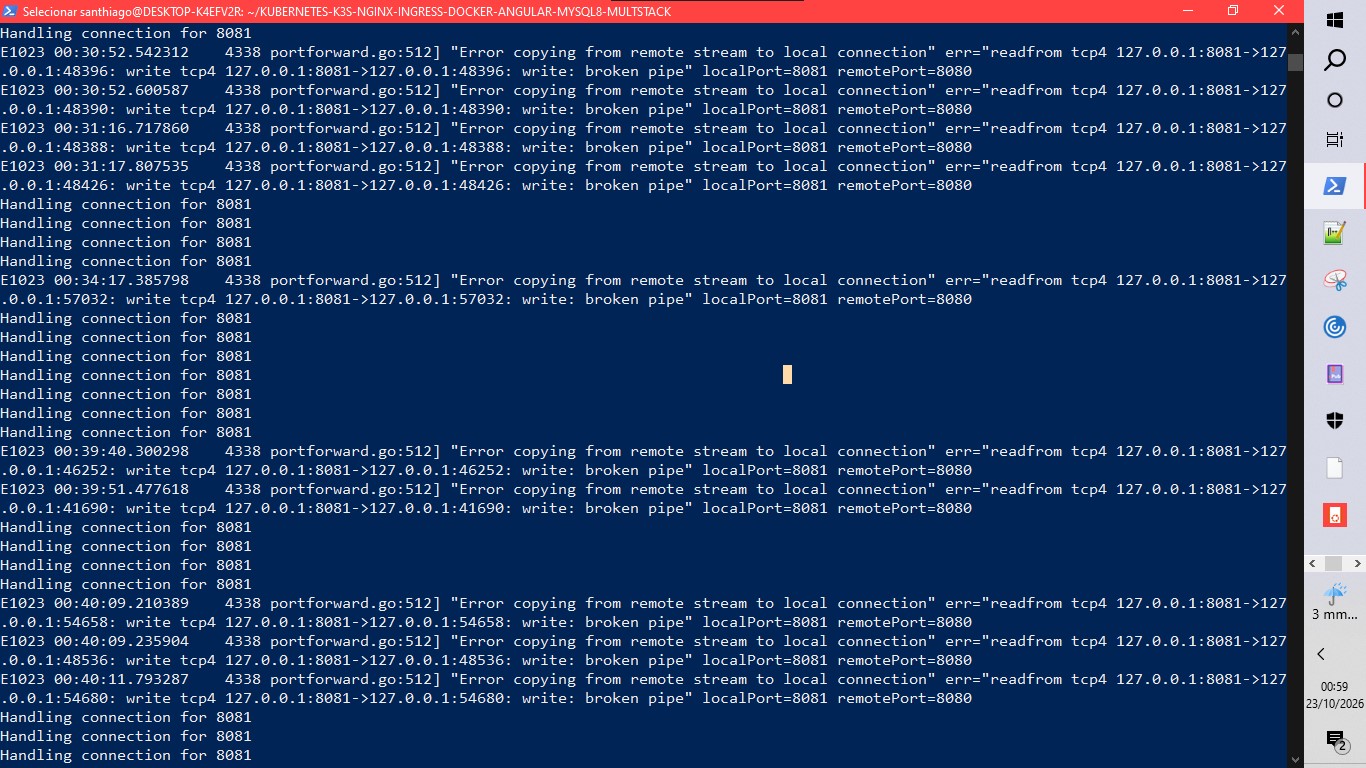 Selecionar santhiago@DESKTOP-K4EFV2R: ~/KUBERNETES-K3S-NGINX-INGRESS-DOCKER-ANGULAR-MYSQL8-MULTSTACK
Handling connection for 8081
E1023 00:30:52.542312    4338 portforward.go:512] "Error copying from remote stream to local connection" err="readfrom tcp4 127.0.0.1:8081->127
.0.0.1:48396: write tcp4 127.0.0.1:8081->127.0.0.1:48396: write: broken pipe" localPort=8081 remotePort=8080
E1023 00:30:52.600587    4338 portforward.go:512] "Error copying from remote stream to local connection" err="readfrom tcp4 127.0.0.1:8081->127
.0.0.1:48390: write tcp4 127.0.0.1:8081->127.0.0.1:48390: write: broken pipe" localPort=8081 remotePort=8080
E1023 00:31:16.717860    4338 portforward.go:512] "Error copying from remote stream to local connection" err="readfrom tcp4 127.0.0.1:8081->127
.0.0.1:48388: write tcp4 127.0.0.1:8081->127.0.0.1:48388: write: broken pipe" localPort=8081 remotePort=8080
E1023 00:31:17.807535    4338 portforward.go:512] "Error copying from remote stream to local connection" err="readfrom tcp4 127.0.0.1:8081->127
.0.0.1:48426: write tcp4 127.0.0.1:8081->127.0.0.1:48426: write: broken pipe" localPort=8081 remotePort=8080
Handling connection for 8081
Handling connection for 8081
Handling connection for 8081
Handling connection for 8081
E1023 00:34:17.385798    4338 portforward.go:512] "Error copying from remote stream to local connection" err="readfrom tcp4 127.0.0.1:8081->127
.0.0.1:57032: write tcp4 127.0.0.1:8081->127.0.0.1:57032: write: broken pipe" localPort=8081 remotePort=8080
Handling connection for 8081
Handling connection for 8081
Handling connection for 8081
Handling connection for 8081
Handling connection for 8081
Handling connection for 8081
Handling connection for 8081
E1023 00:39:40.300298    4338 portforward.go:512] "Error copying from remote stream to local connection" err="readfrom tcp4 127.0.0.1:8081->127
.0.0.1:46252: write tcp4 127.0.0.1:8081->127.0.0.1:46252: write: broken pipe" localPort=8081 remotePort=8080
E1023 00:39:51.477618    4338 portforward.go:512] "Error copying from remote stream to local connection" err="readfrom tcp4 127.0.0.1:8081->127
.0.0.1:41690: write tcp4 127.0.0.1:8081->127.0.0.1:41690: write: broken pipe" localPort=8081 remotePort=8080
Handling connection for 8081
Handling connection for 8081
Handling connection for 8081
Handling connection for 8081
E1023 00:40:09.210389    4338 portforward.go:512] "Error copying from remote stream to local connection" err="readfrom tcp4 127.0.0.1:8081->127
.0.0.1:54658: write tcp4 127.0.0.1:8081->127.0.0.1:54658: write: broken pipe" localPort=8081 remotePort=8080
E1023 00:40:09.235904    4338 portforward.go:512] "Error copying from remote stream to local connection" err="readfrom tcp4 127.0.0.1:8081->127
.0.0.1:48536: write tcp4 127.0.0.1:8081->127.0.0.1:48536: write: broken pipe" localPort=8081 remotePort=8080
E1023 00:40:11.793287    4338 portforward.go:512] "Error copying from remote stream to local connection" err="readfrom tcp4 127.0.0.1:8081->127
.0.0.1:54680: write tcp4 127.0.0.1:8081->127.0.0.1:54680: write: broken pipe" localPort=8081 remotePort=8080
Handling connection for 8081
Handling connection for 8081
Handling connection for 8081
3 mm...
00:59
23/10/2026
2